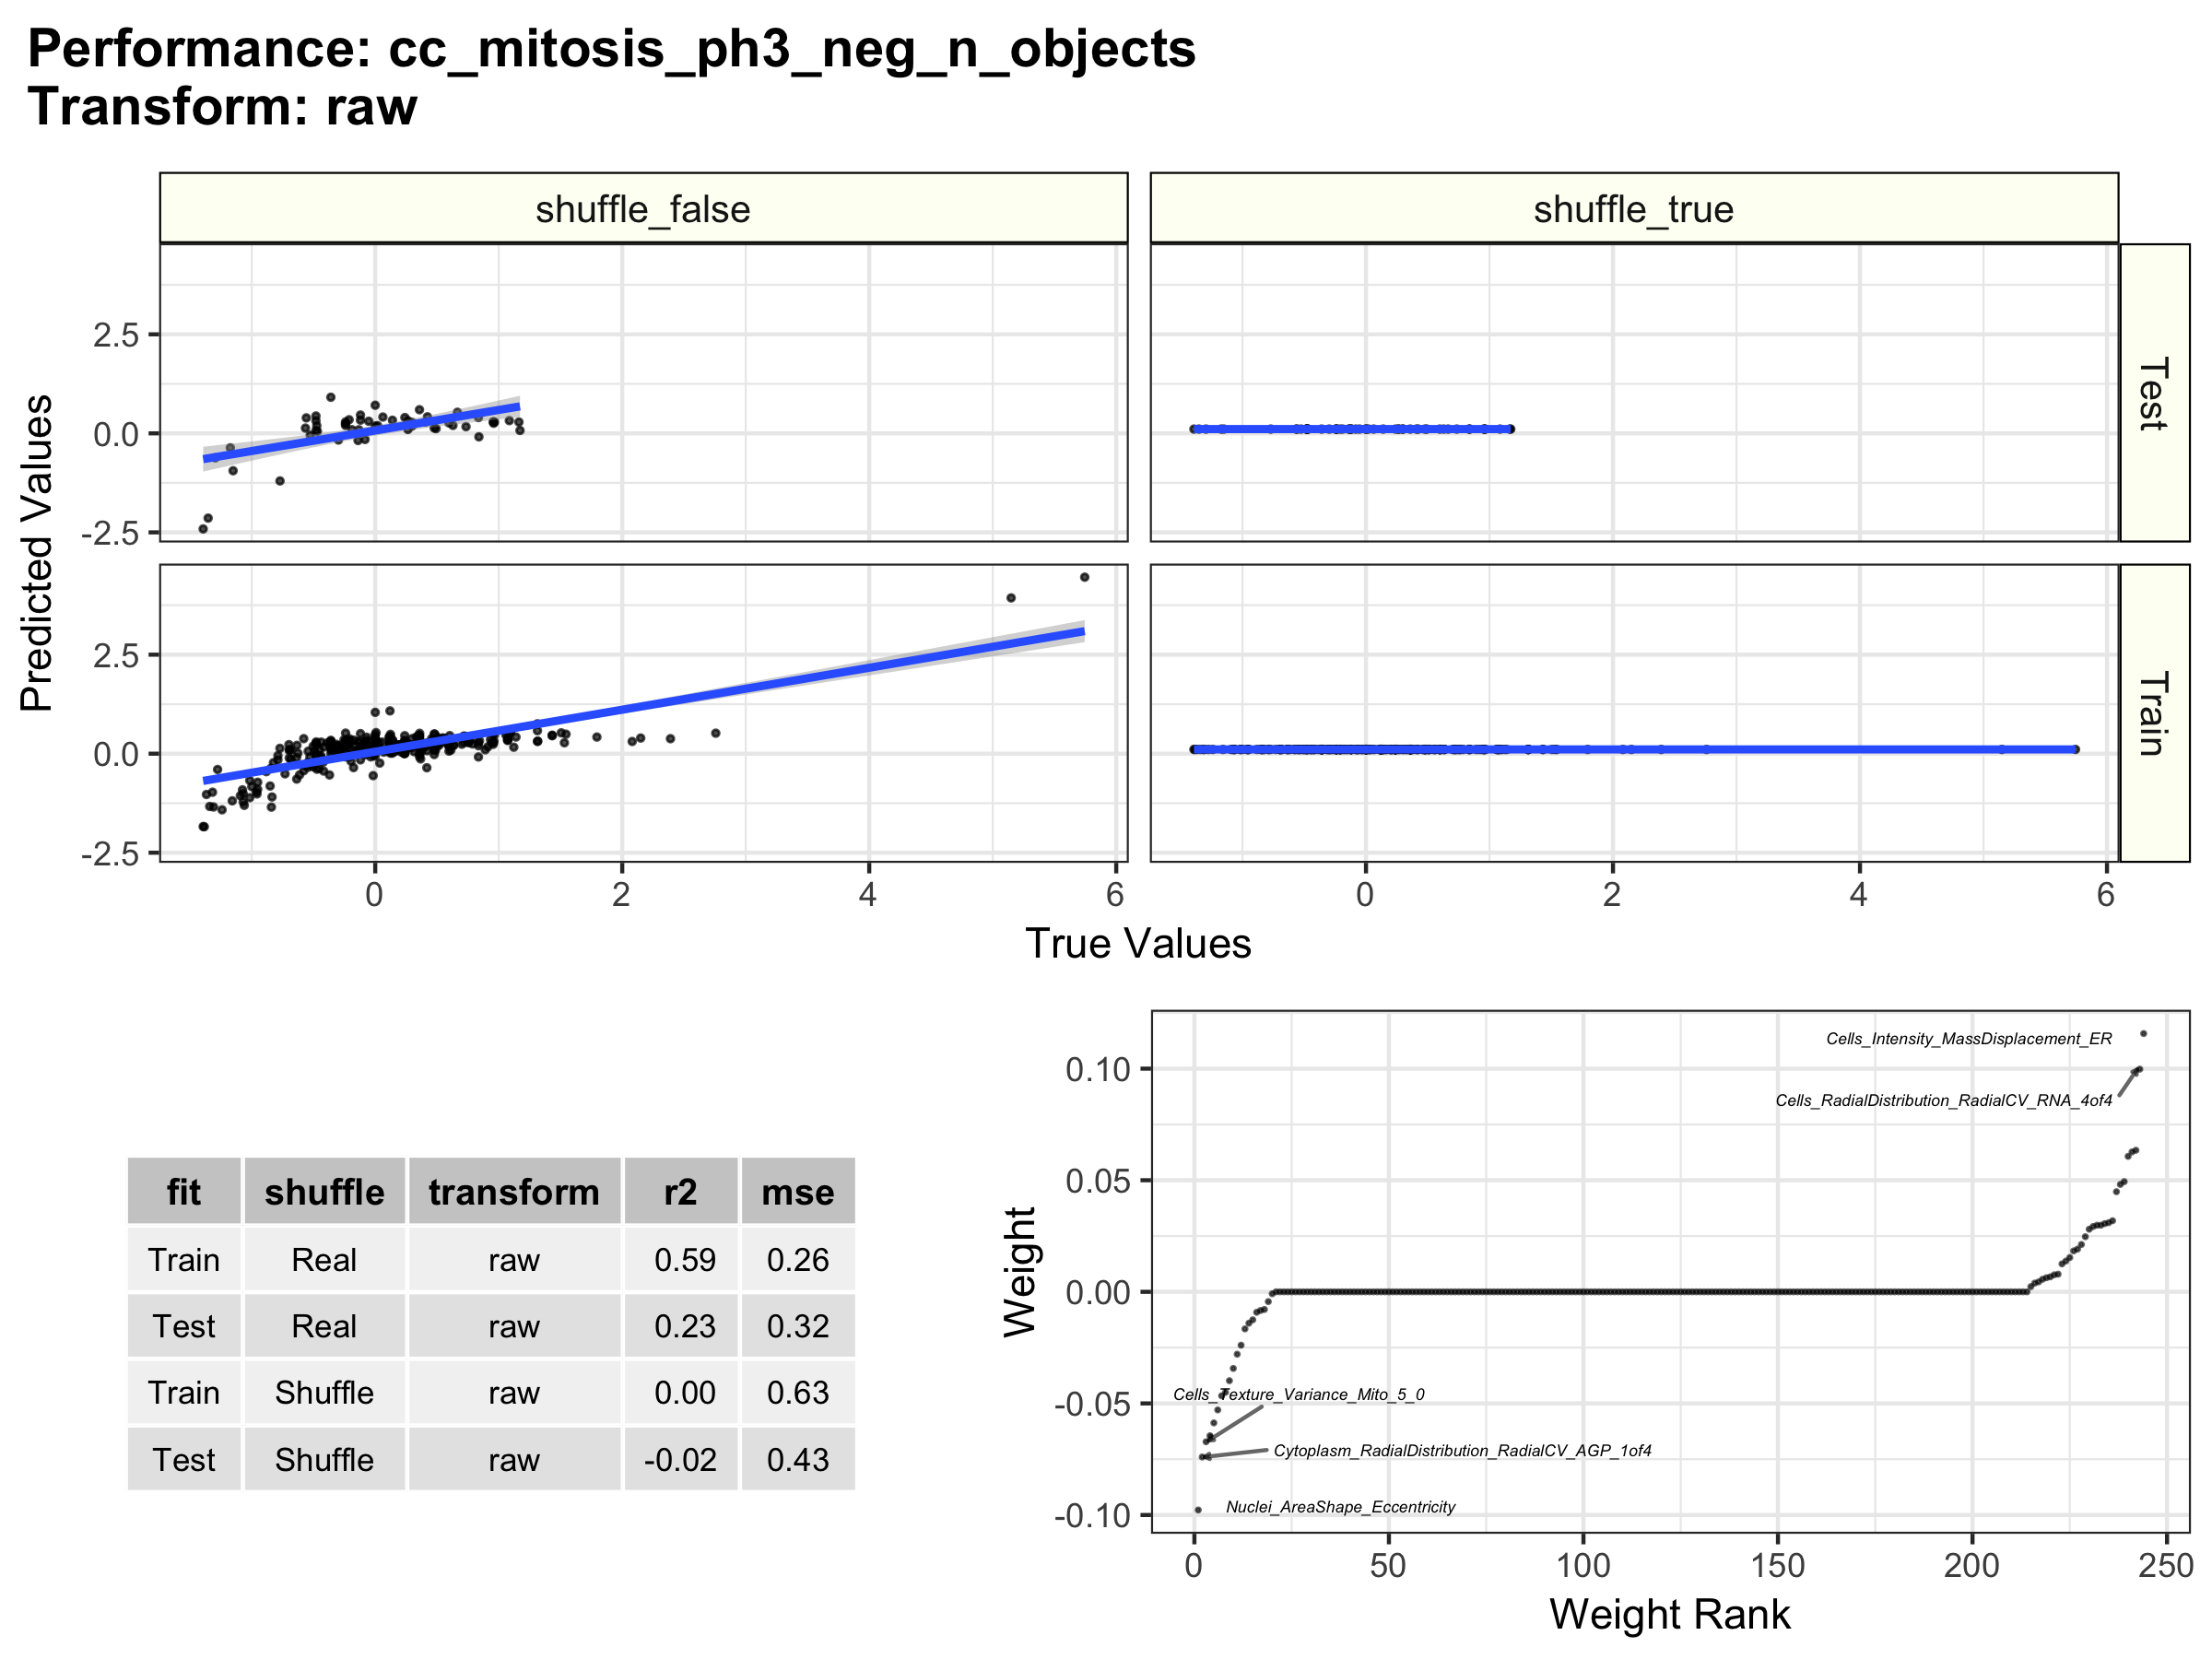 Performance: cc_mitosis_ph3_neg_n_objects
Transform: raw
shuffle_false
shuffle_true
2.5
0.0
-2.5
Test
Predicted Values
2.5
0.0
-2.5
Train
0 2 4 6
0 2 4 6
True Values
fit shuffle transform r2 mse
Train Real raw 0.59 0.26
Test Real raw 0.23 0.32
Train Shuffle raw 0.00 0.63
Test Shuffle raw -0.02 0.43
Weight
0.10
0.05
0.00
-0.05
-0.10
Cells_Intensity_MassDisplacement_ER
Cells_RadialDistribution_RadialCV_RNA_4of4
Cells_Texture_Variance_Mito_5_0
Cytoplasm_RadialDistribution_RadialCV_AGP_1of4
Nuclei_AreaShape_Eccentricity
0 50 100 150 200 250
Weight Rank